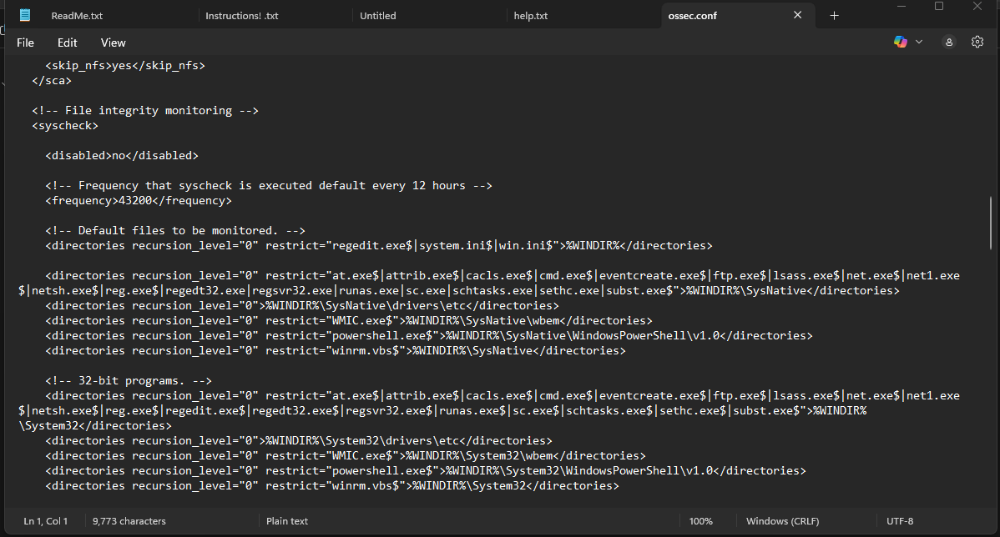 ReadMe.txt
Instructions! .txt
Untitled
help.txt
ossec.conf
File Edit View
<skip_nfs>yes</skip_nfs>
</sca>
<!-- File integrity monitoring -->
<syscheck>
<disabled>no</disabled>
<!-- Frequency that syscheck is executed default every 12 hours -->
<frequency>43200</frequency>
<!-- Default files to be monitored. -->
<directories recursion_level="0" restrict="regedit.exe$|system.ini$|win.ini$">%WINDIR%</directories>
<directories recursion_level="0" restrict="at.exe$|attrib.exe$|cacls.exe$|cmd.exe$|eventcreate.exe$|ftp.exe$|lsass.exe$|net.exe$|net1.exe
$|netsh.exe$|reg.exe$|regedt32.exe|regsvr32.exe|runas.exe|sc.exe|schtasks.exe|sethc.exe|subst.exe$">%WINDIR%\SysNative</directories>
<directories recursion_level="0">%WINDIR%\SysNative\drivers\etc</directories>
<directories recursion_level="0" restrict="WMIC.exe$">%WINDIR%\SysNative\wbem</directories>
<directories recursion_level="0" restrict="powershell.exe$">%WINDIR%\SysNative\WindowsPowerShell\v1.0</directories>
<directories recursion_level="0" restrict="winrm.vbs$">%WINDIR%\SysNative</directories>
<!-- 32-bit programs. -->
<directories recursion_level="0" restrict="at.exe$|attrib.exe$|cacls.exe$|cmd.exe$|eventcreate.exe$|ftp.exe$|lsass.exe$|net.exe$|net1.exe
$|netsh.exe$|reg.exe$|regedit.exe$|regedt32.exe$|regsvr32.exe$|runas.exe$|sc.exe$|schtasks.exe$|sethc.exe$|subst.exe$">%WINDIR%
\System32</directories>
<directories recursion_level="0">%WINDIR%\System32\drivers\etc</directories>
<directories recursion_level="0" restrict="WMIC.exe$">%WINDIR%\System32\wbem</directories>
<directories recursion_level="0" restrict="powershell.exe$">%WINDIR%\System32\WindowsPowerShell\v1.0</directories>
<directories recursion_level="0" restrict="winrm.vbs$">%WINDIR%\System32</directories>
Ln 1, Col 1 9,773 characters Plain text 100% Windows (CRLF) UTF-8